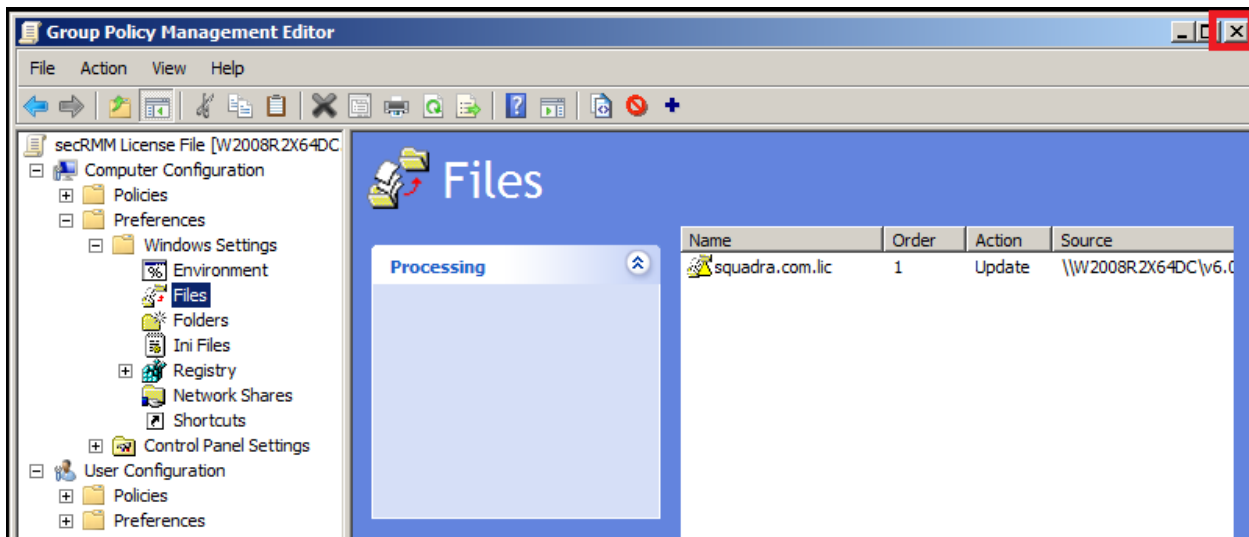 Group Policy Management Editor
File Action View Help
secRMM License File [W2008R2X64DC.
Computer Configuration
Policies
Preferences
Windows Settings
Environment
Files
Folders
Ini Files
Registry
Network Shares
Shortcuts
Control Panel Settings
User Configuration
Policies
Preferences
Files
Processing
Name Order Action Source
squadra.com.lic 1 Update \\W2008R2X64DC\v6.0